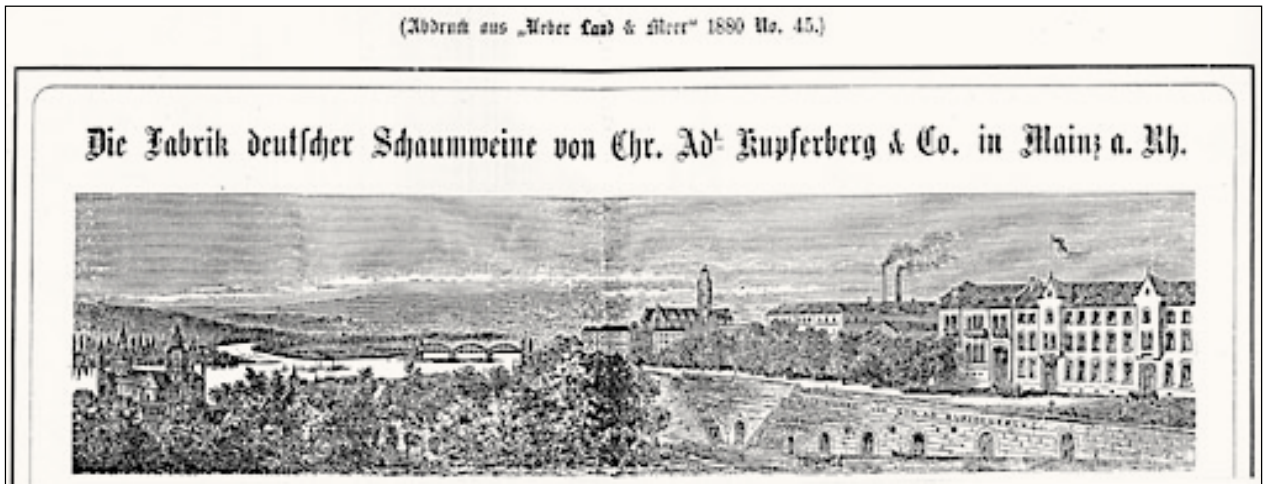 (Abdruck aus „Ueber Land & Meer“ 1880 No. 45.)
Die Fabrik deutſcher Schaumweine von Chr. Adt. Kupferberg & Co. in Mainz a. Rh.